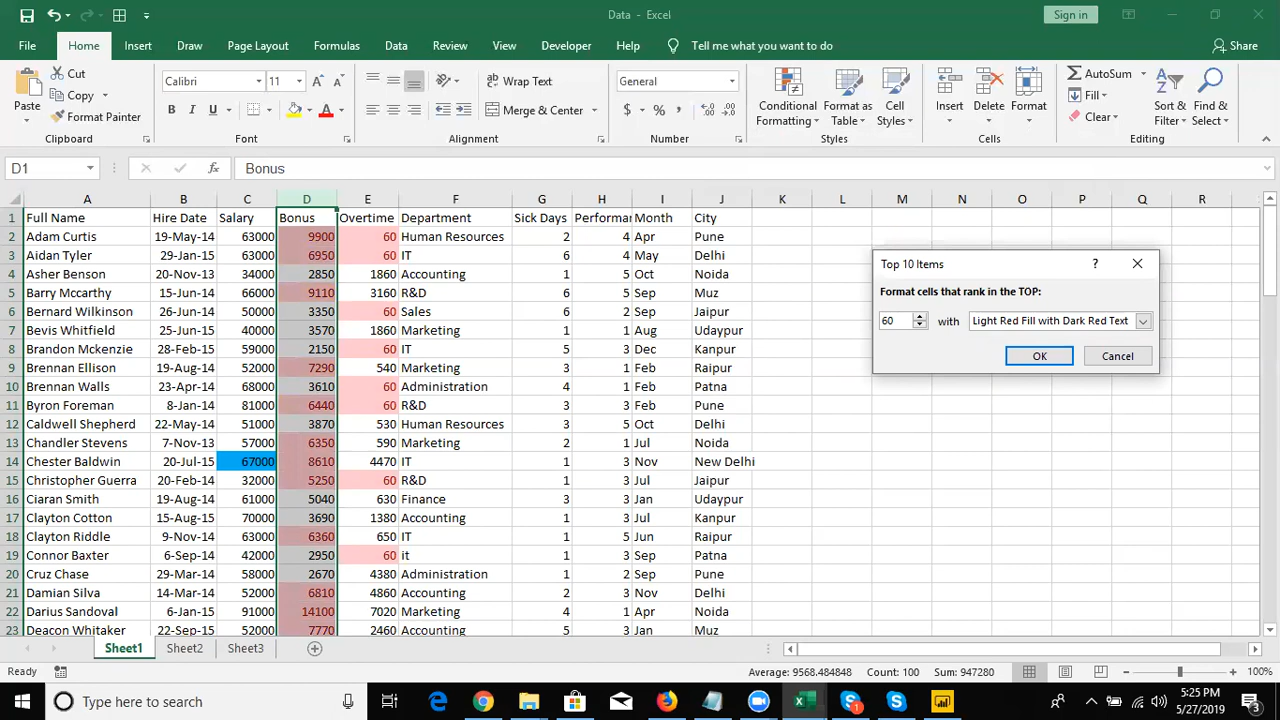 Data - Excel
Sign in
File Home Insert Draw Page Layout Formulas Data Review View Developer Help Tell me what you want to do Share
Paste
Cut
Copy
Format Painter
Clipboard
Calibri 11
B I U
Font
Wrap Text
Merge & Center
Alignment
General
$ % ,
Number
Conditional Formatting
Format as Table
Cell Styles
Styles
Insert Delete Format
Cells
AutoSum
Fill
Clear
Sort & Filter
Find & Select
Editing
D1 fx Bonus
A B C D E F G H I J K L M N O P Q R
1 Full Name Hire Date Salary Bonus Overtime Department Sick Days Performan Month City
2 Adam Curtis 19-May-14 63000 9900 60 Human Resources 2 4 Apr Pune
3 Aidan Tyler 29-Jan-15 63000 6950 60 IT 6 4 May Delhi
4 Asher Benson 20-Nov-13 34000 2850 1860 Accounting 1 5 Oct Noida
5 Barry Mccarthy 15-Jun-14 66000 9110 3160 R&D 6 5 Sep Muz
6 Bernard Wilkinson 26-Jun-14 50000 3140 60 Sales 6 2 Sep Jaipur
7 Bevis Whitfield 25-Jun-14 40000 3570 1860 Marketing 1 1 Aug Udaypur
8 Brandon Mckenzie 28-Feb-15 59000 2150 60 IT 5 3 Dec Kanpur
9 Brennan Ellison 19-Aug-14 52000 7290 540 Marketing 1 1 Feb Raipur
10 Brennan Walls 23-Apr-14 68000 3610 60 Administration 4 1 Feb Patna
11 Byron Foreman 8-Jan-14 81000 6440 60 R&D 3 3 Feb Pune
12 Caldwell Shepherd 22-May-14 51000 3870 530 Human Resources 3 5 Oct Delhi
13 Chandler Stevens 7-Nov-13 57000 6350 590 Marketing 2 1 Jul Noida
14 Chester Baldwin 20-Jul-15 67000 8610 4470 IT 1 3 Nov New Delhi
15 Christopher Guerra 20-Feb-14 32000 5250 60 R&D 1 3 Jul Jaipur
16 Ciaran Smith 19-Aug-14 61000 5040 630 Finance 3 3 Jan Udaypur
17 Clayton Cotton 15-Aug-15 70000 3690 1380 Accounting 1 3 Jul Kanpur
18 Clayton Riddle 9-Nov-14 63000 6360 650 IT 1 5 Jun Raipur
19 Connor Baxter 6-Sep-14 42000 2950 60 it 1 3 Sep Patna
20 Cruz Chase 29-Mar-14 58000 2670 4380 Administration 1 2 Sep Pune
21 Damian Silva 14-Mar-14 52000 6810 4860 Accounting 2 3 Nov Delhi
22 Darius Sandoval 6-Jan-15 91000 14100 7020 Marketing 4 1 Apr Noida
23 Deacon Whitaker 22-Sep-15 52000 7770 2460 Accounting 5 3 Jan Muz
Top 10 Items ?
Format cells that rank in the TOP:
60 with Light Red Fill with Dark Red Text
OK Cancel
Sheet1 Sheet2 Sheet3
Ready Average: 9568.484848 Count: 100 Sum: 947280 100%
Type here to search
5:25 PM
5/27/2019
1
3